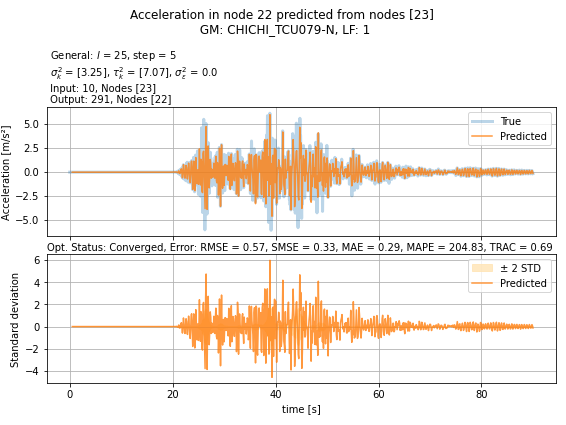 Acceleration in node 22 predicted from nodes [23]
GM: CHICHI_TCU079-N, LF: 1
General: l = 25, step = 5
σ²ₖ = [3.25], τ²ₖ = [7.07], σ²ε = 0.0
Input: 10, Nodes [23]
Output: 291, Nodes [22]
Acceleration [m/s²]
5.0
2.5
0.0
−2.5
−5.0
True
Predicted
Opt. Status: Converged, Error: RMSE = 0.57, SMSE = 0.33, MAE = 0.29, MAPE = 204.83, TRAC = 0.69
Standard deviation
6
4
2
0
−2
−4
± 2 STD
Predicted
0 20 40 60 80
time [s]